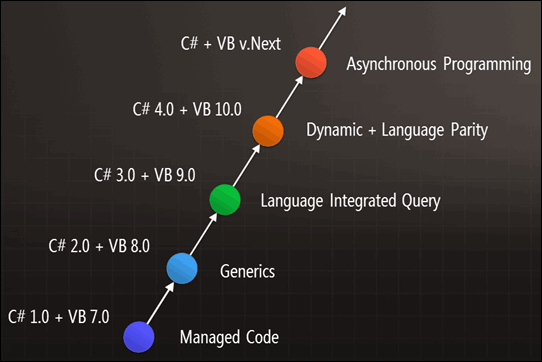 C# + VB v.Next
Asynchronous Programming
C# 4.0 + VB 10.0
Dynamic + Language Parity
C# 3.0 + VB 9.0
Language Integrated Query
C# 2.0 + VB 8.0
Generics
C# 1.0 + VB 7.0
Managed Code